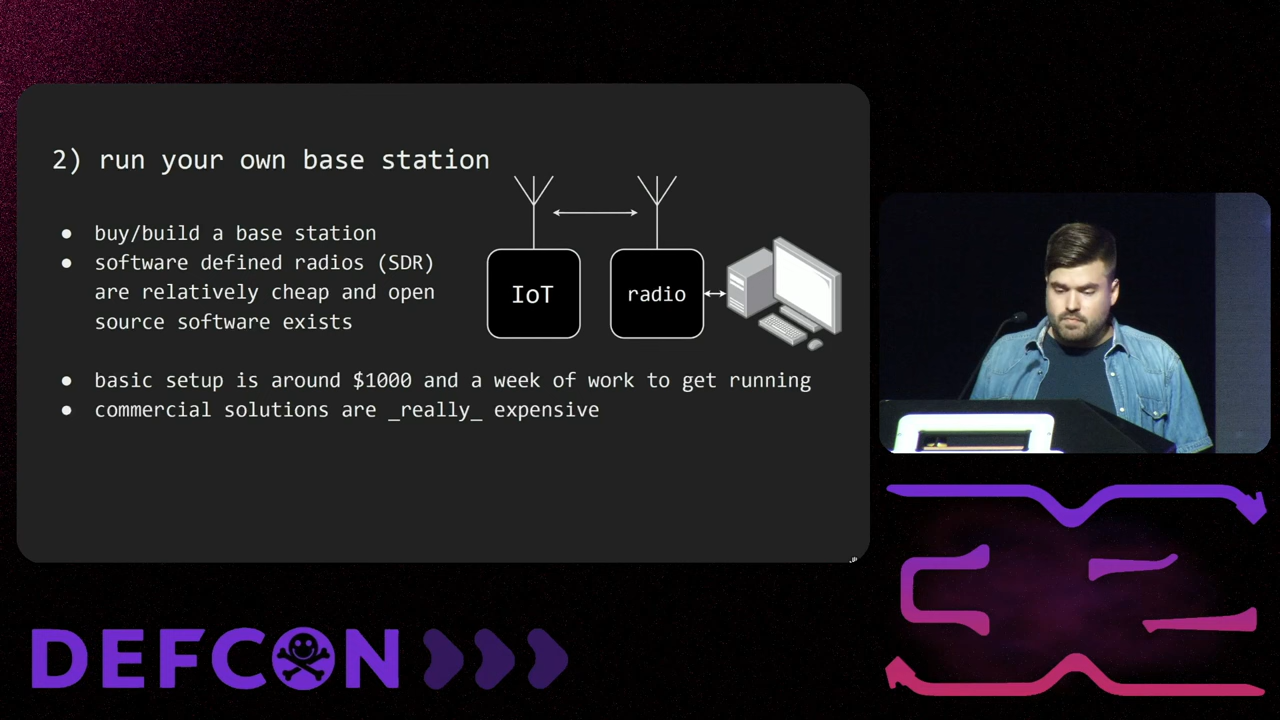 2) run your own base station
● buy/build a base station
● software defined radios (SDR)
are relatively cheap and open
source software exists
IoT
radio
● basic setup is around $1000 and a week of work to get running
● commercial solutions are _really_ expensive
DEFCON